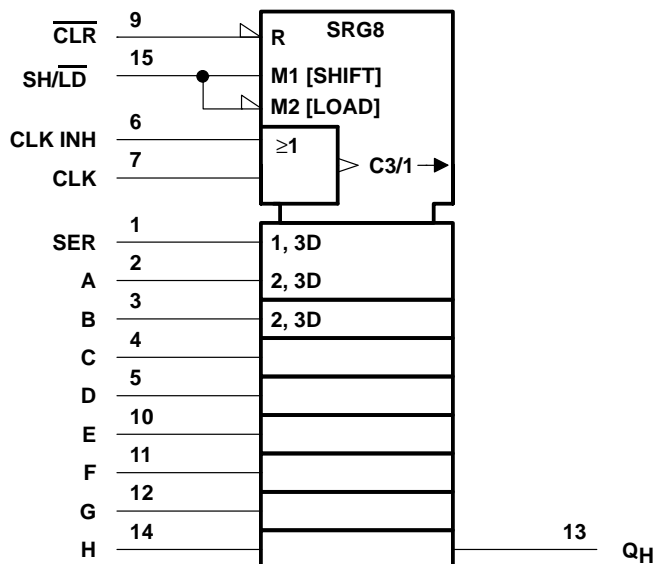 CLR 9 R SRG8
SH/LD 15 M1 [SHIFT]
M2 [LOAD]
CLK INH 6 ≥1
CLK 7 C3/1
SER 1 1, 3D
A 2 2, 3D
B 3 2, 3D
C 4
D 5
E 10
F 11
G 12
H 14 13 QH